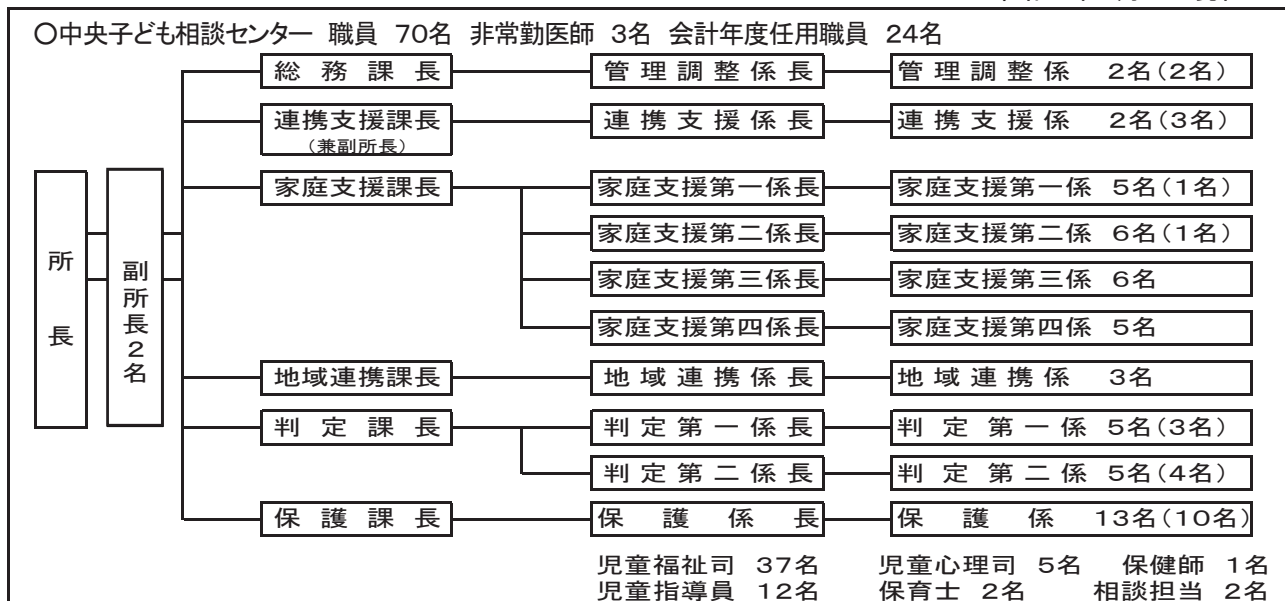 〇中央子ども相談センター 職員 70名 非常勤医師 3名 会計年度任用職員 24名
総務課長 管理調整係長 管理調整係 2名(2名)
連携支援課長 連携支援係長 連携支援係 2名(3名)
(兼副所長)
家庭支援課長 家庭支援第一係長 家庭支援第一係 5名(1名)
家庭支援第二係長 家庭支援第二係 6名(1名)
所長
副所長2名
家庭支援第三係長 家庭支援第三係 6名
家庭支援第四係長 家庭支援第四係 5名
地域連携課長 地域連携係長 地域連携係 3名
判定課長 判定第一係長 判定第一係 5名(3名)
判定第二係長 判定第二係 5名(4名)
保護課長 保護係長 保護係 13名(10名)
児童福祉司 37名 児童心理司 5名 保健師 1名
児童指導員 12名 保育士 2名 相談担当 2名